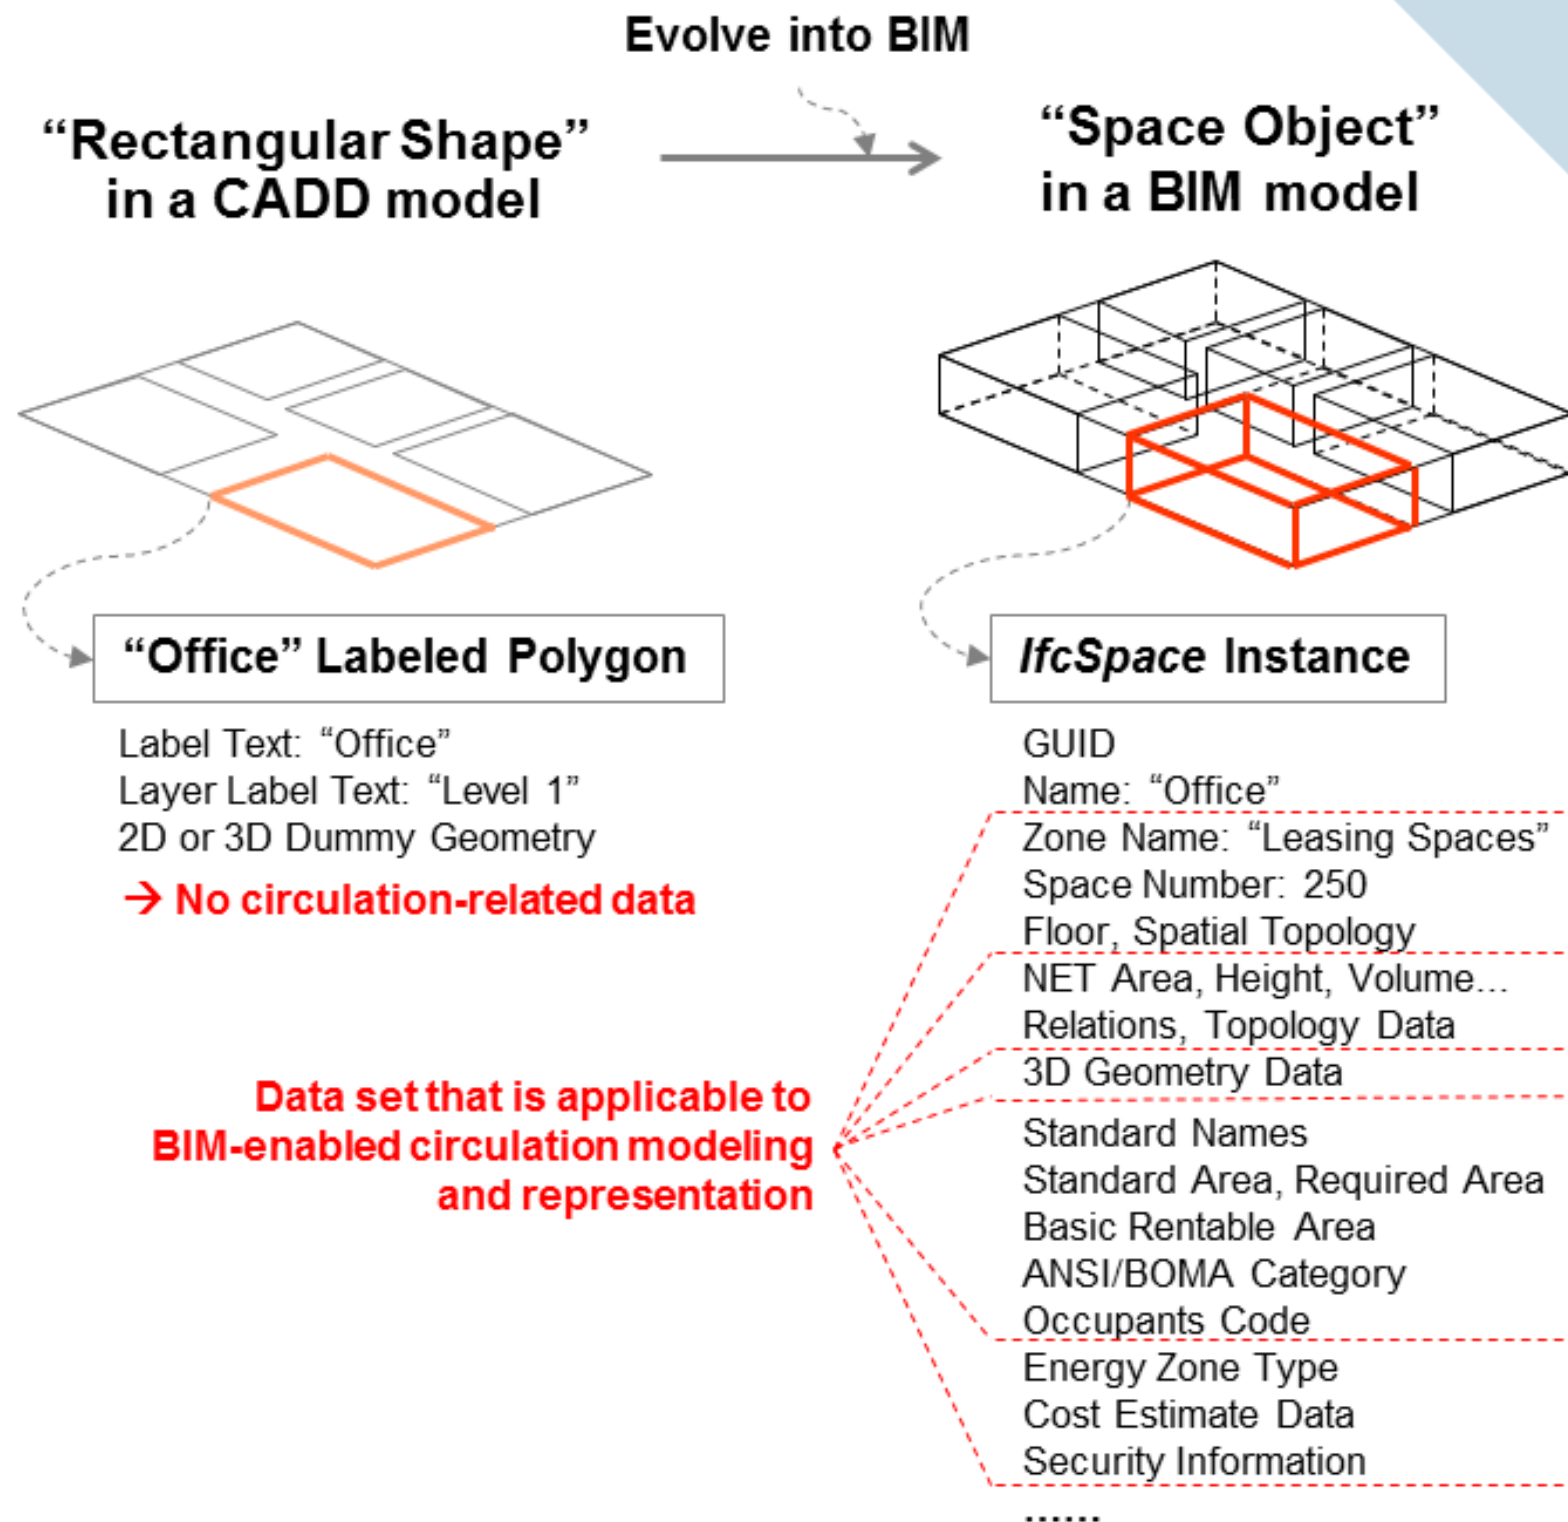 Evolve into BIM
“Rectangular Shape”
in a CADD model
“Space Object”
in a BIM model
“Office” Labeled Polygon
Label Text: “Office”
Layer Label Text: “Level 1”
2D or 3D Dummy Geometry
→ No circulation-related data
IfcSpace Instance
GUID
Name: “Office”
Zone Name: “Leasing Spaces”
Space Number: 250
Floor, Spatial Topology
NET Area, Height, Volume...
Relations, Topology Data
3D Geometry Data
Standard Names
Standard Area, Required Area
Basic Rentable Area
ANSI/BOMA Category
Occupants Code
Energy Zone Type
Cost Estimate Data
Security Information
......
Data set that is applicable to
BIM-enabled circulation modeling
and representation